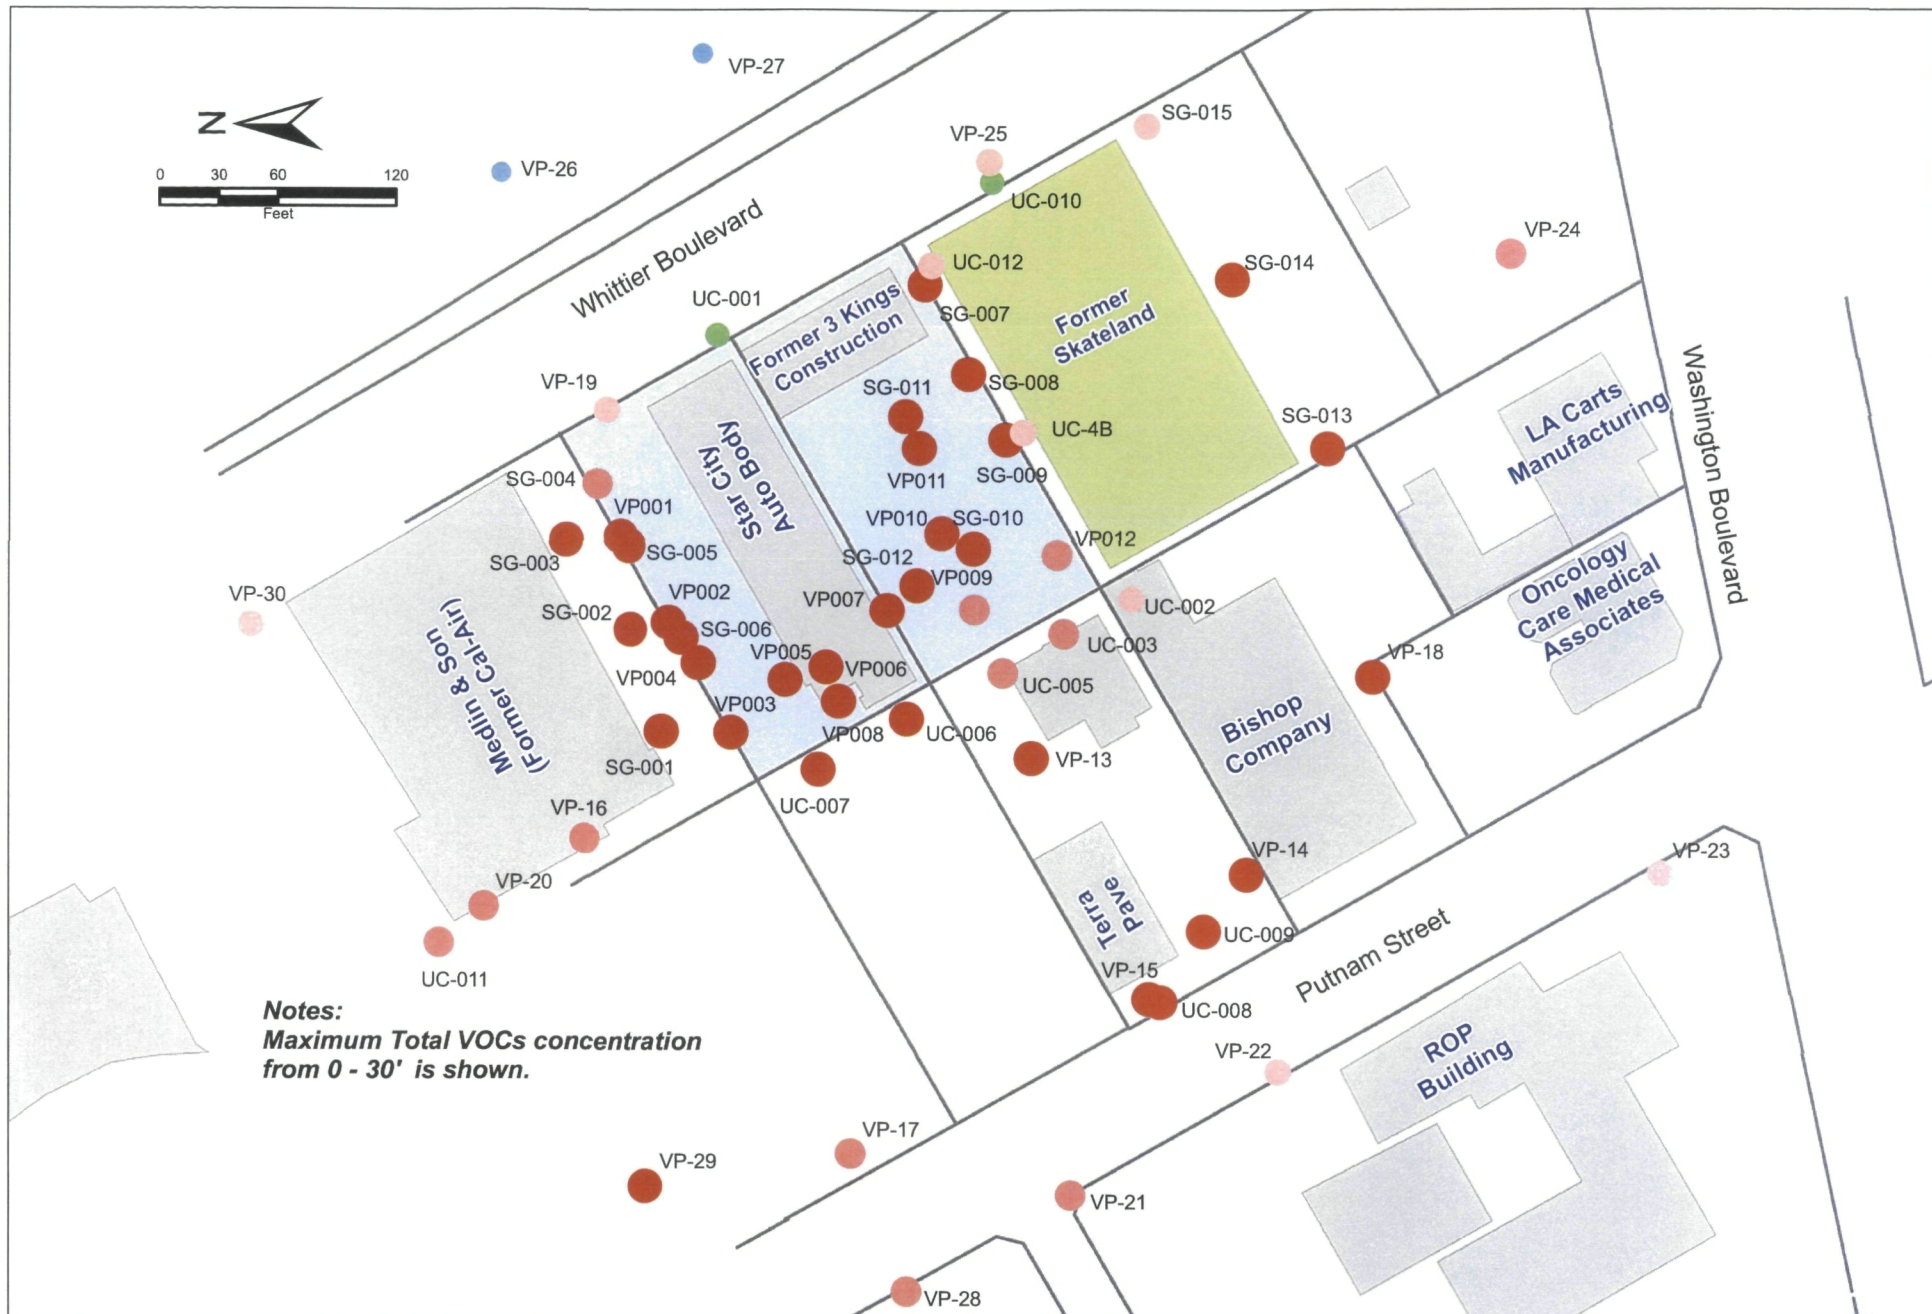 VP-27
VP-26
N
0 30 60 120
Feet
Whittier Boulevard
VP-25
SG-015
UC-010
VP-24
UC-012
SG-014
SG-007
UC-001
Former 3 Kings
Construction
Former
Skateland
VP-19
SG-011
SG-008
UC-4B
SG-013
VP011
SG-009
LA Carts
Manufacturing
Washington Boulevard
Star City
Auto Body
SG-004
VP001
SG-005
SG-003
VP010
SG-010
VP012
SG-012
VP009
VP007
Oncology
Care Medical
Associates
VP-30
Medlin & Son
(Former Cal-Air)
SG-002
VP002
SG-006
VP004
VP005
VP006
VP003
VP008
UC-002
UC-003
UC-005
UC-006
VP-18
Bishop
Company
SG-001
UC-007
VP-13
VP-16
VP-20
UC-011
VP-14
VP-23
Terra
Pave
UC-009
VP-15
UC-008
Putnam Street
Notes:
Maximum Total VOCs concentration
from 0 - 30' is shown.
VP-22
ROP
Building
VP-17
VP-29
VP-21
VP-28